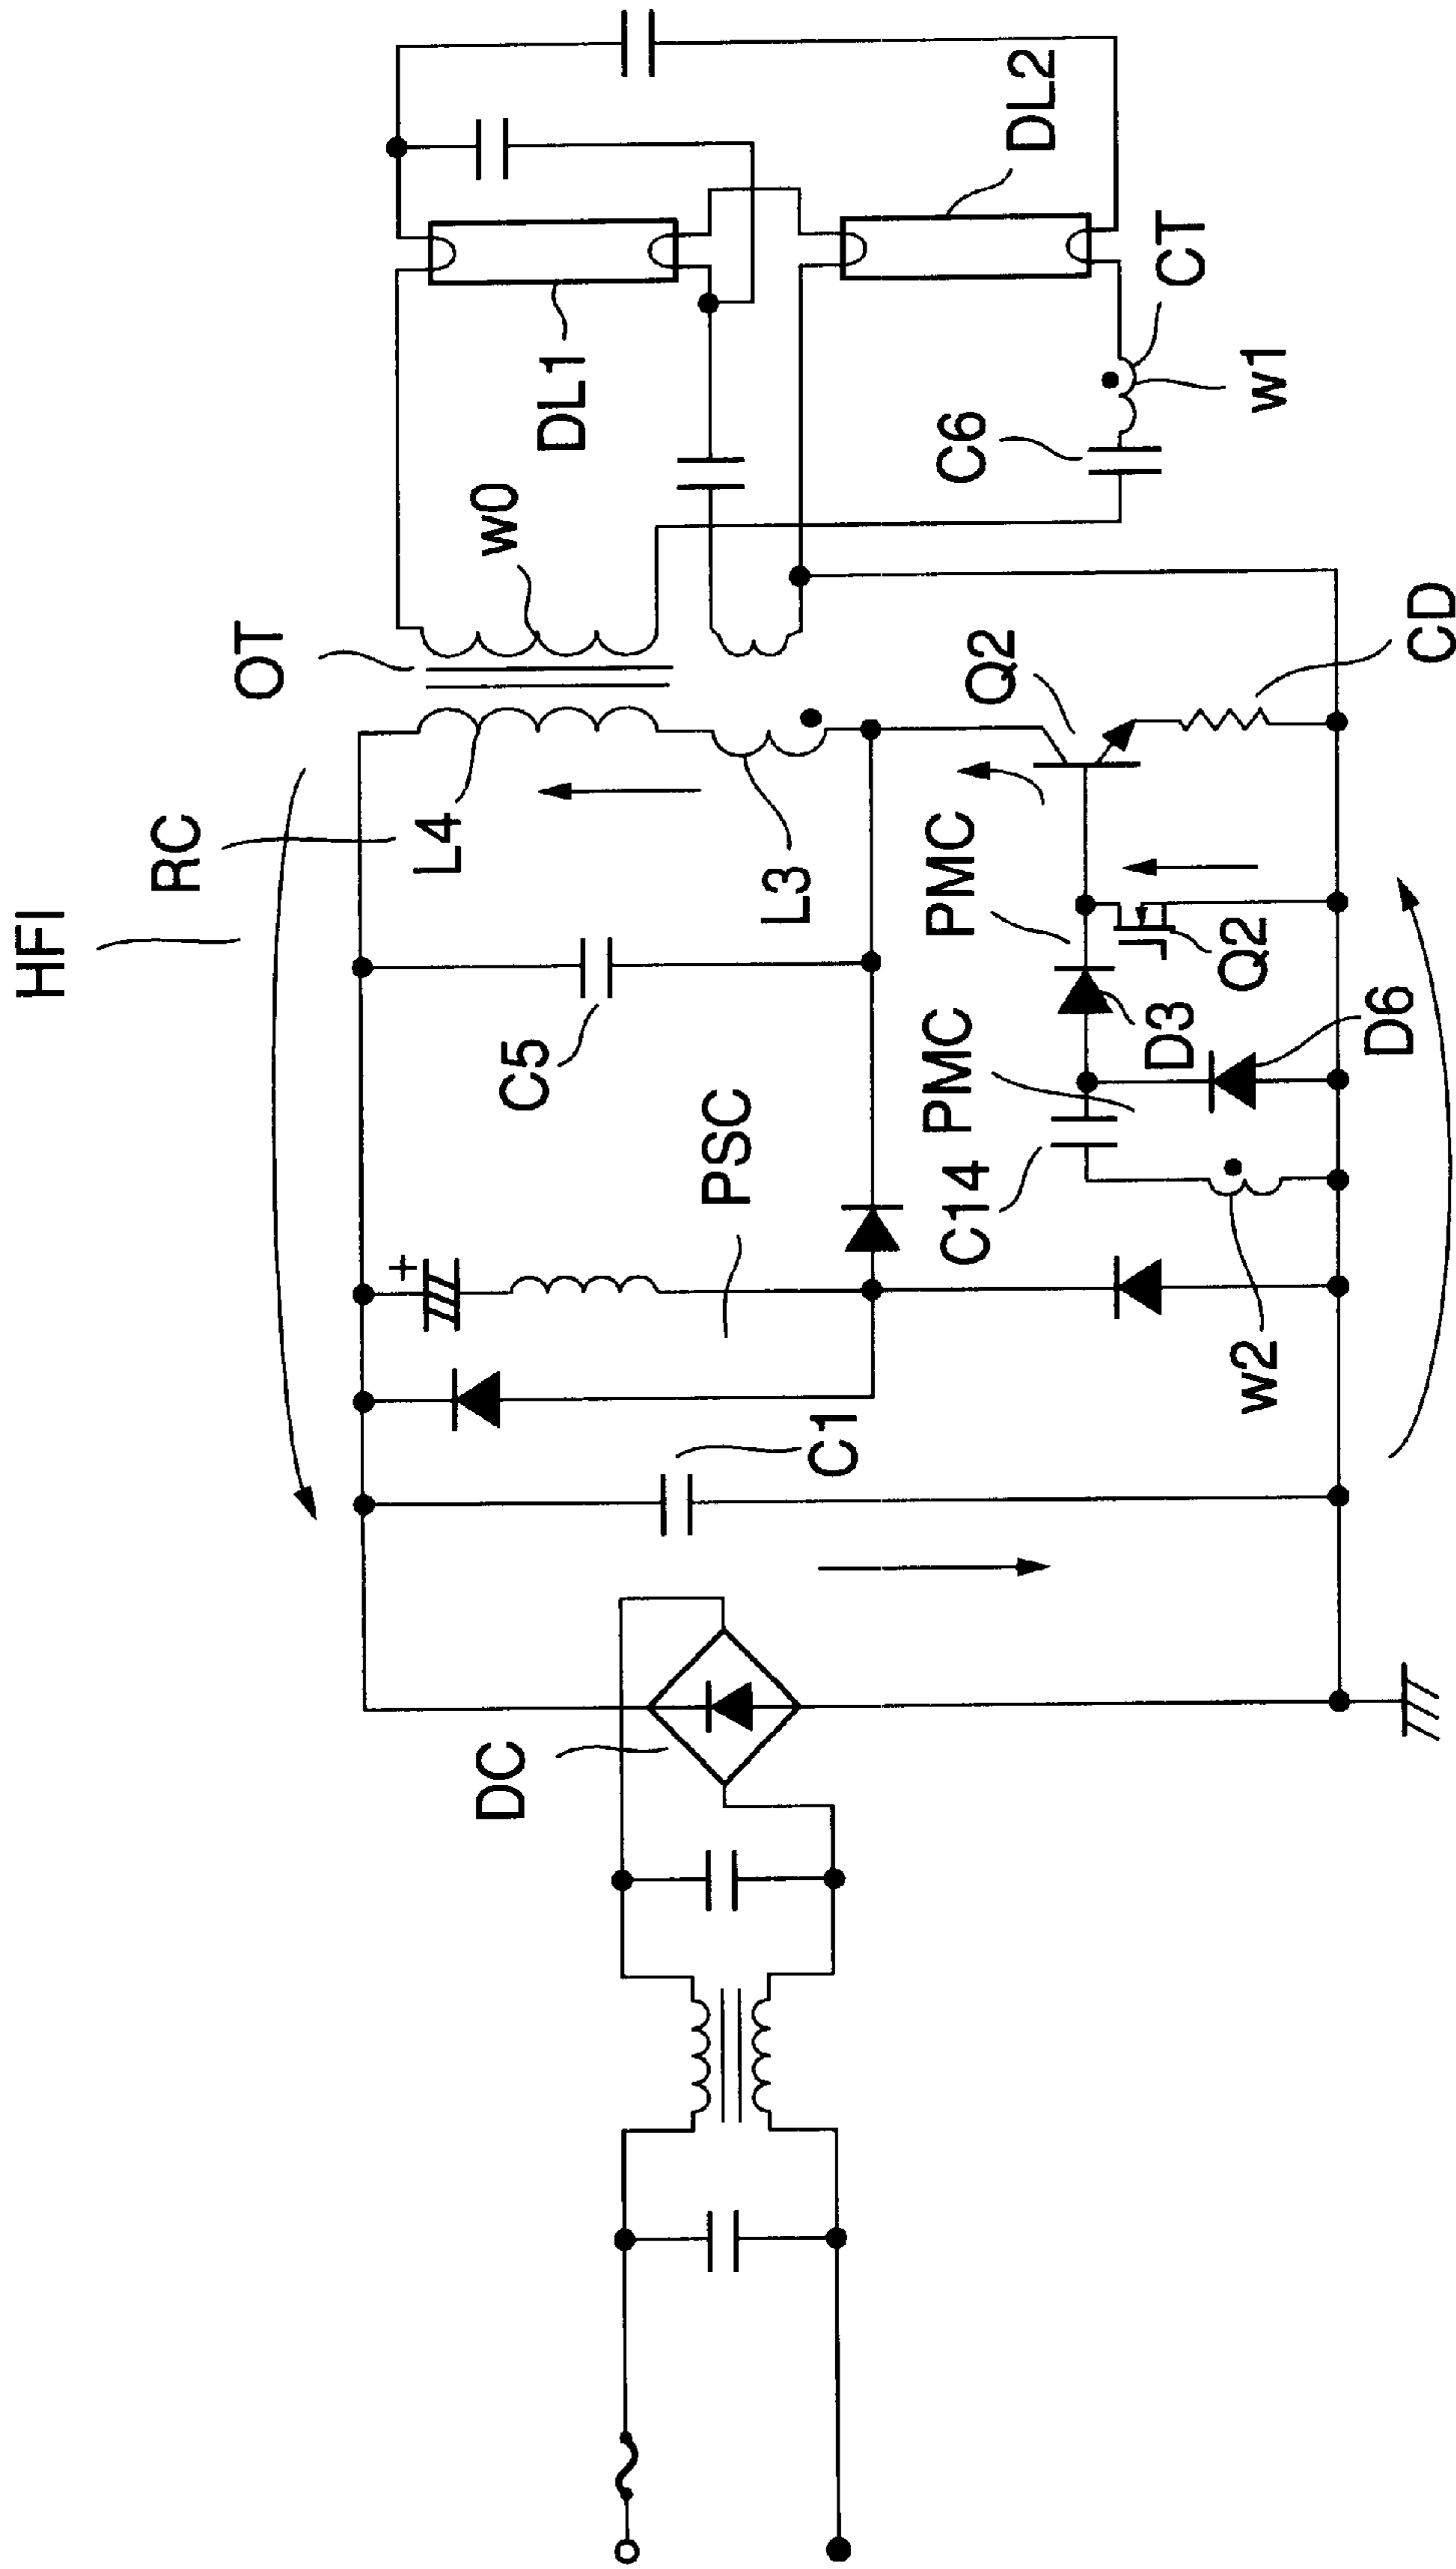 HFI
RC
OT
L4
w0
DL1
DL2
C5
L3
PSC
C1
DC
+
PMC
PMC
C14
D3
Q2
Q2
D6
w2
CD
C6
CT
w1